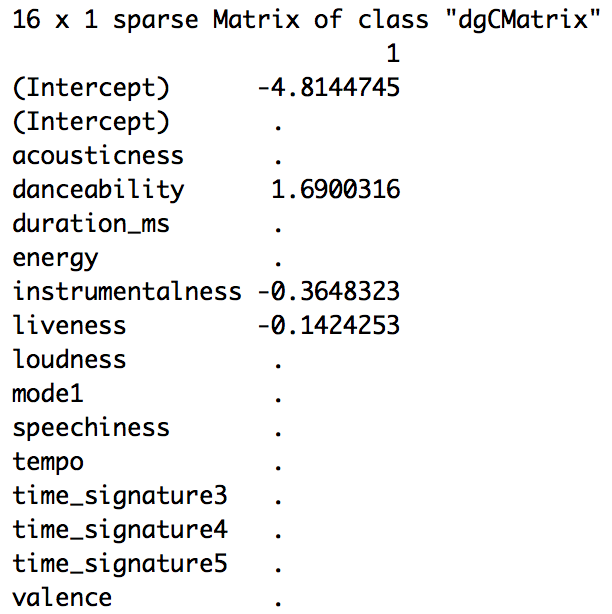 16 x 1 sparse Matrix of class "dgCMatrix"
1
(Intercept) -4.8144745
(Intercept) .
acousticness .
danceability 1.6900316
duration_ms .
energy .
instrumentalness -0.3648323
liveness -0.1424253
loudness .
mode1 .
speechiness .
tempo .
time_signature3 .
time_signature4 .
time_signature5 .
valence .